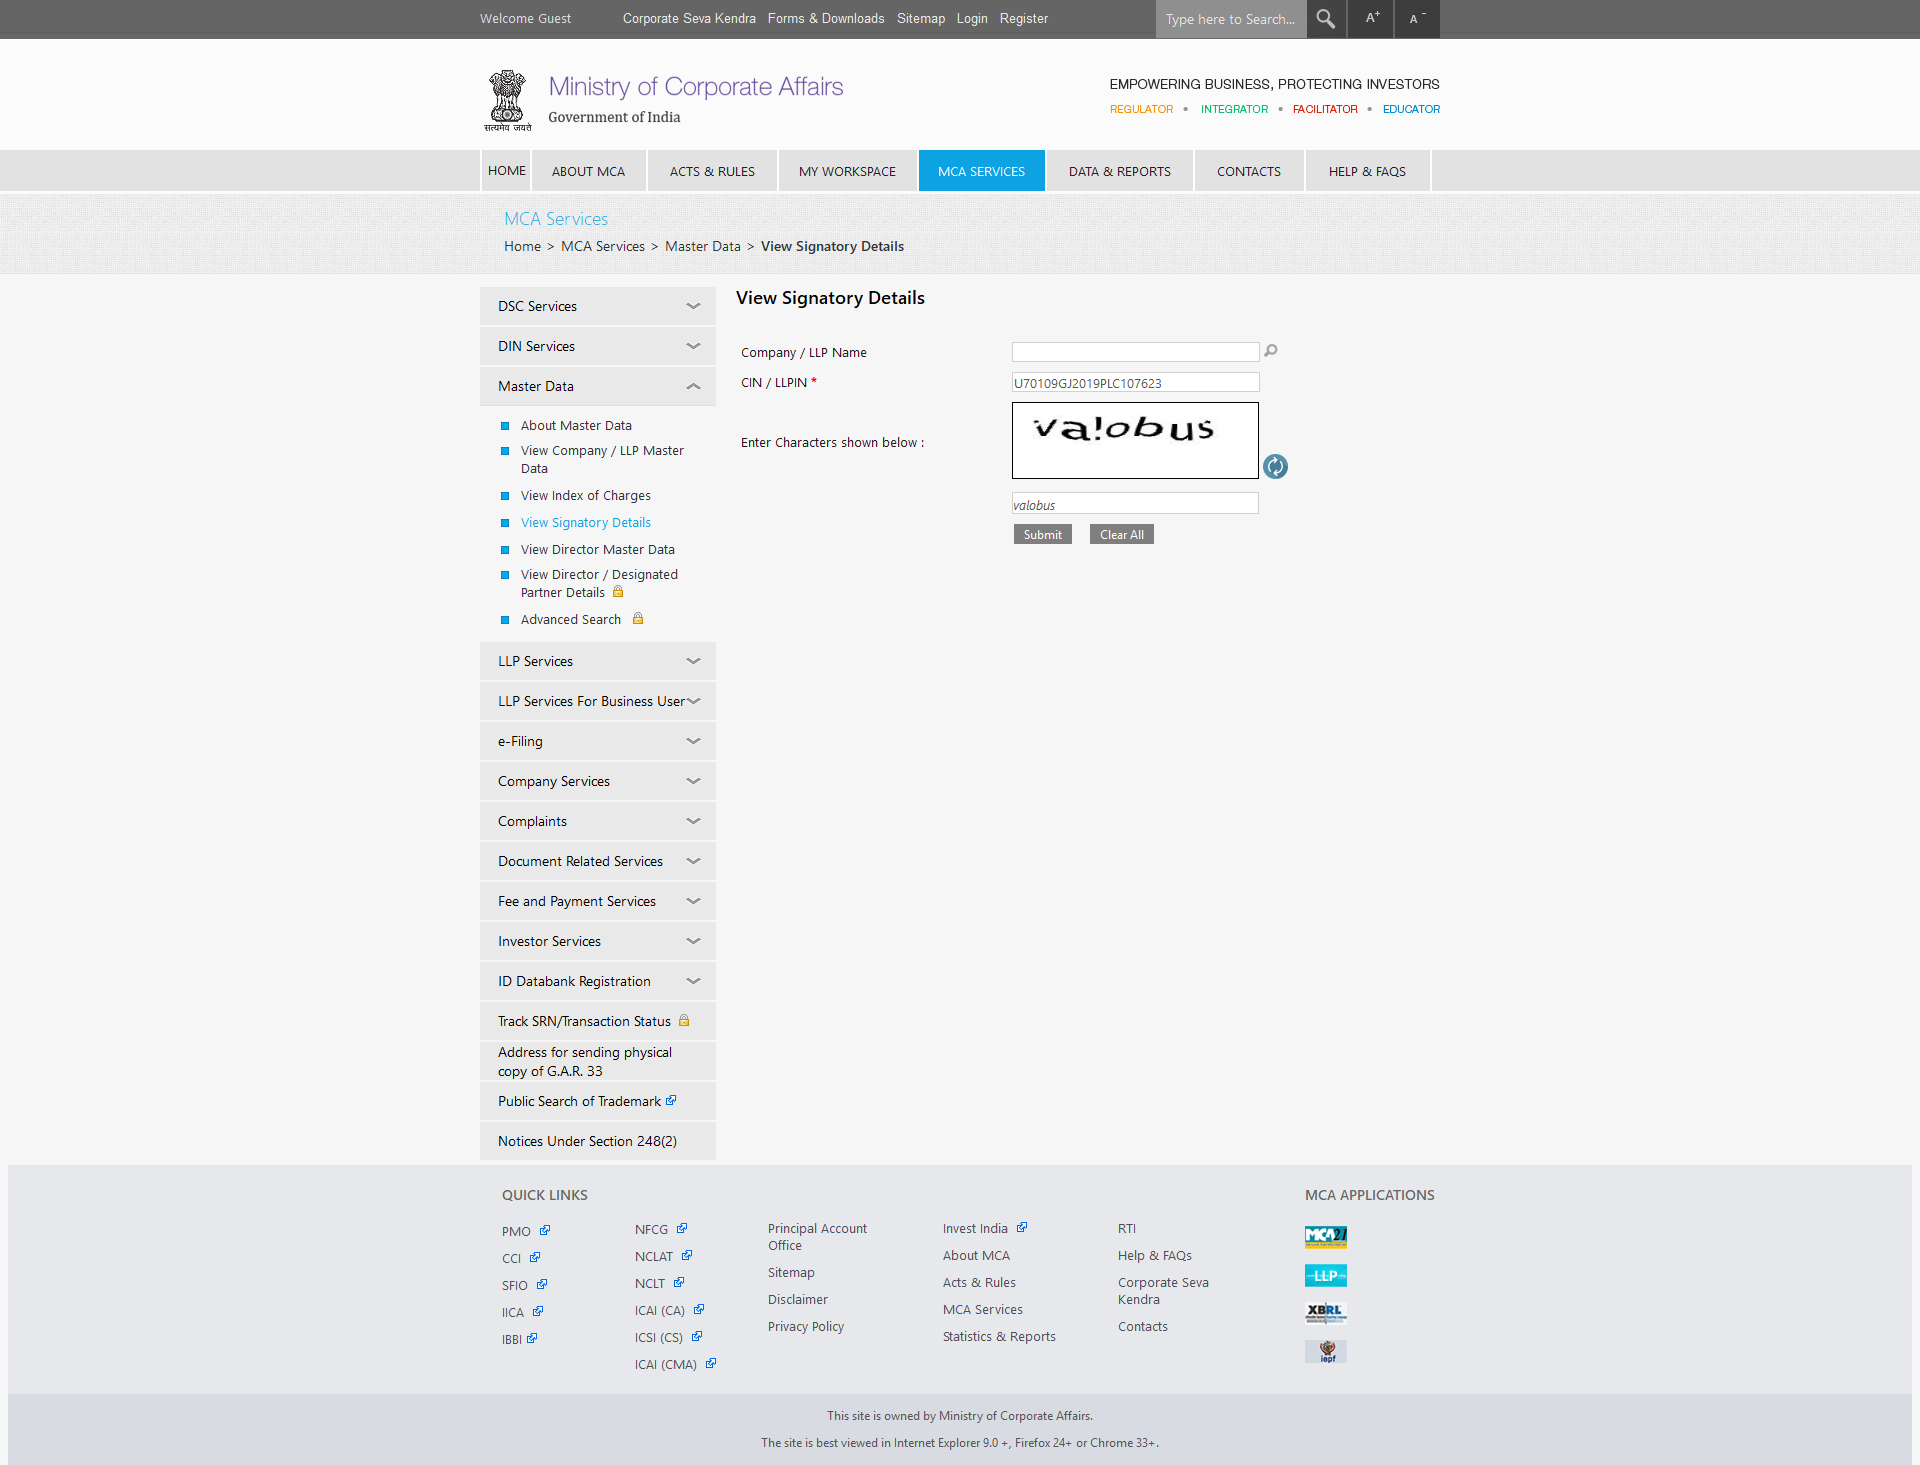 Welcome Guest
Corporate Seva Kendra Forms & Downloads Sitemap Login Register
Type here to Search...
A+
A-
सत्यमेव जयते
Ministry of Corporate Affairs
Government of India
EMPOWERING BUSINESS, PROTECTING INVESTORS
REGULATOR • INTEGRATOR • FACILITATOR • EDUCATOR
HOME ABOUT MCA ACTS & RULES MY WORKSPACE MCA SERVICES DATA & REPORTS CONTACTS HELP & FAQS
MCA Services
Home > MCA Services > Master Data > View Signatory Details
DSC Services
DIN Services
Master Data
About Master Data
View Company / LLP Master
Data
View Index of Charges
View Signatory Details
View Director Master Data
View Director / Designated
Partner Details
Advanced Search
LLP Services
LLP Services For Business User
e-Filing
Company Services
Complaints
Document Related Services
Fee and Payment Services
Investor Services
ID Databank Registration
Track SRN/Transaction Status
Address for sending physical
copy of G.A.R. 33
Public Search of Trademark
Notices Under Section 248(2)
View Signatory Details
Company / LLP Name
CIN / LLPIN *
U70109GJ2019PLC107623
Enter Characters shown below :
va!obus
valobus
Submit
Clear All
QUICK LINKS
PMO
CCI
SFIO
IICA
IBBI
NFCG
NCLAT
NCLT
ICAI (CA)
ICSI (CS)
ICAI (CMA)
Principal Account
Office
Sitemap
Disclaimer
Privacy Policy
Invest India
About MCA
Acts & Rules
MCA Services
Statistics & Reports
RTI
Help & FAQs
Corporate Seva
Kendra
Contacts
MCA APPLICATIONS
MCA21
LLP
XBRL
iepf
This site is owned by Ministry of Corporate Affairs.
The site is best viewed in Internet Explorer 9.0 +, Firefox 24+ or Chrome 33+.